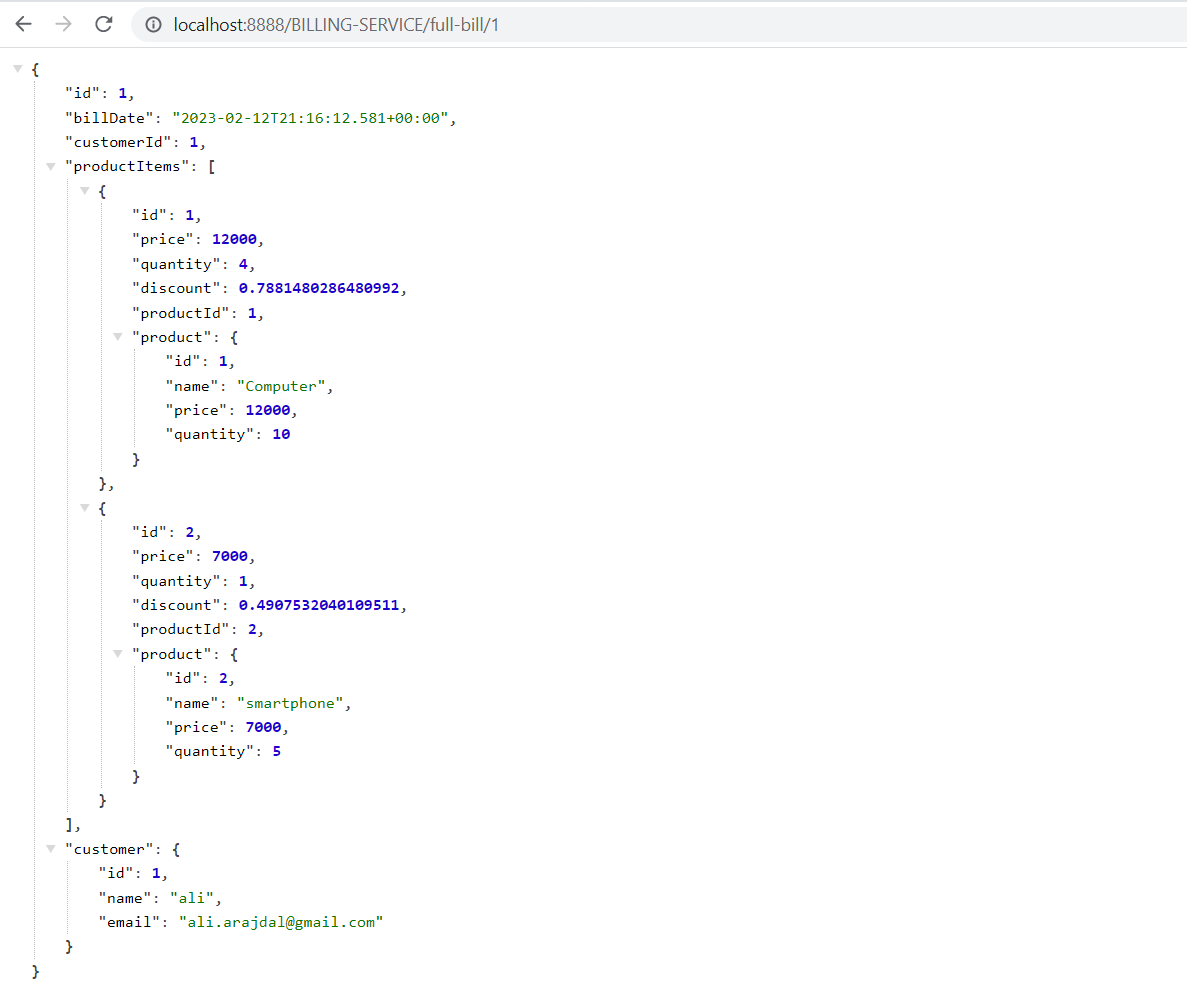 localhost:8888/BILLING-SERVICE/full-bill/1
{
"id": 1,
"billDate": "2023-02-12T21:16:12.581+00:00",
"customerId": 1,
"productItems": [
{
"id": 1,
"price": 12000,
"quantity": 4,
"discount": 0.7881480286480992,
"productId": 1,
"product": {
"id": 1,
"name": "Computer",
"price": 12000,
"quantity": 10
}
},
{
"id": 2,
"price": 7000,
"quantity": 1,
"discount": 0.4907532040109511,
"productId": 2,
"product": {
"id": 2,
"name": "smartphone",
"price": 7000,
"quantity": 5
}
}
],
"customer": {
"id": 1,
"name": "ali",
"email": "ali.arajdal@gmail.com"
}
}